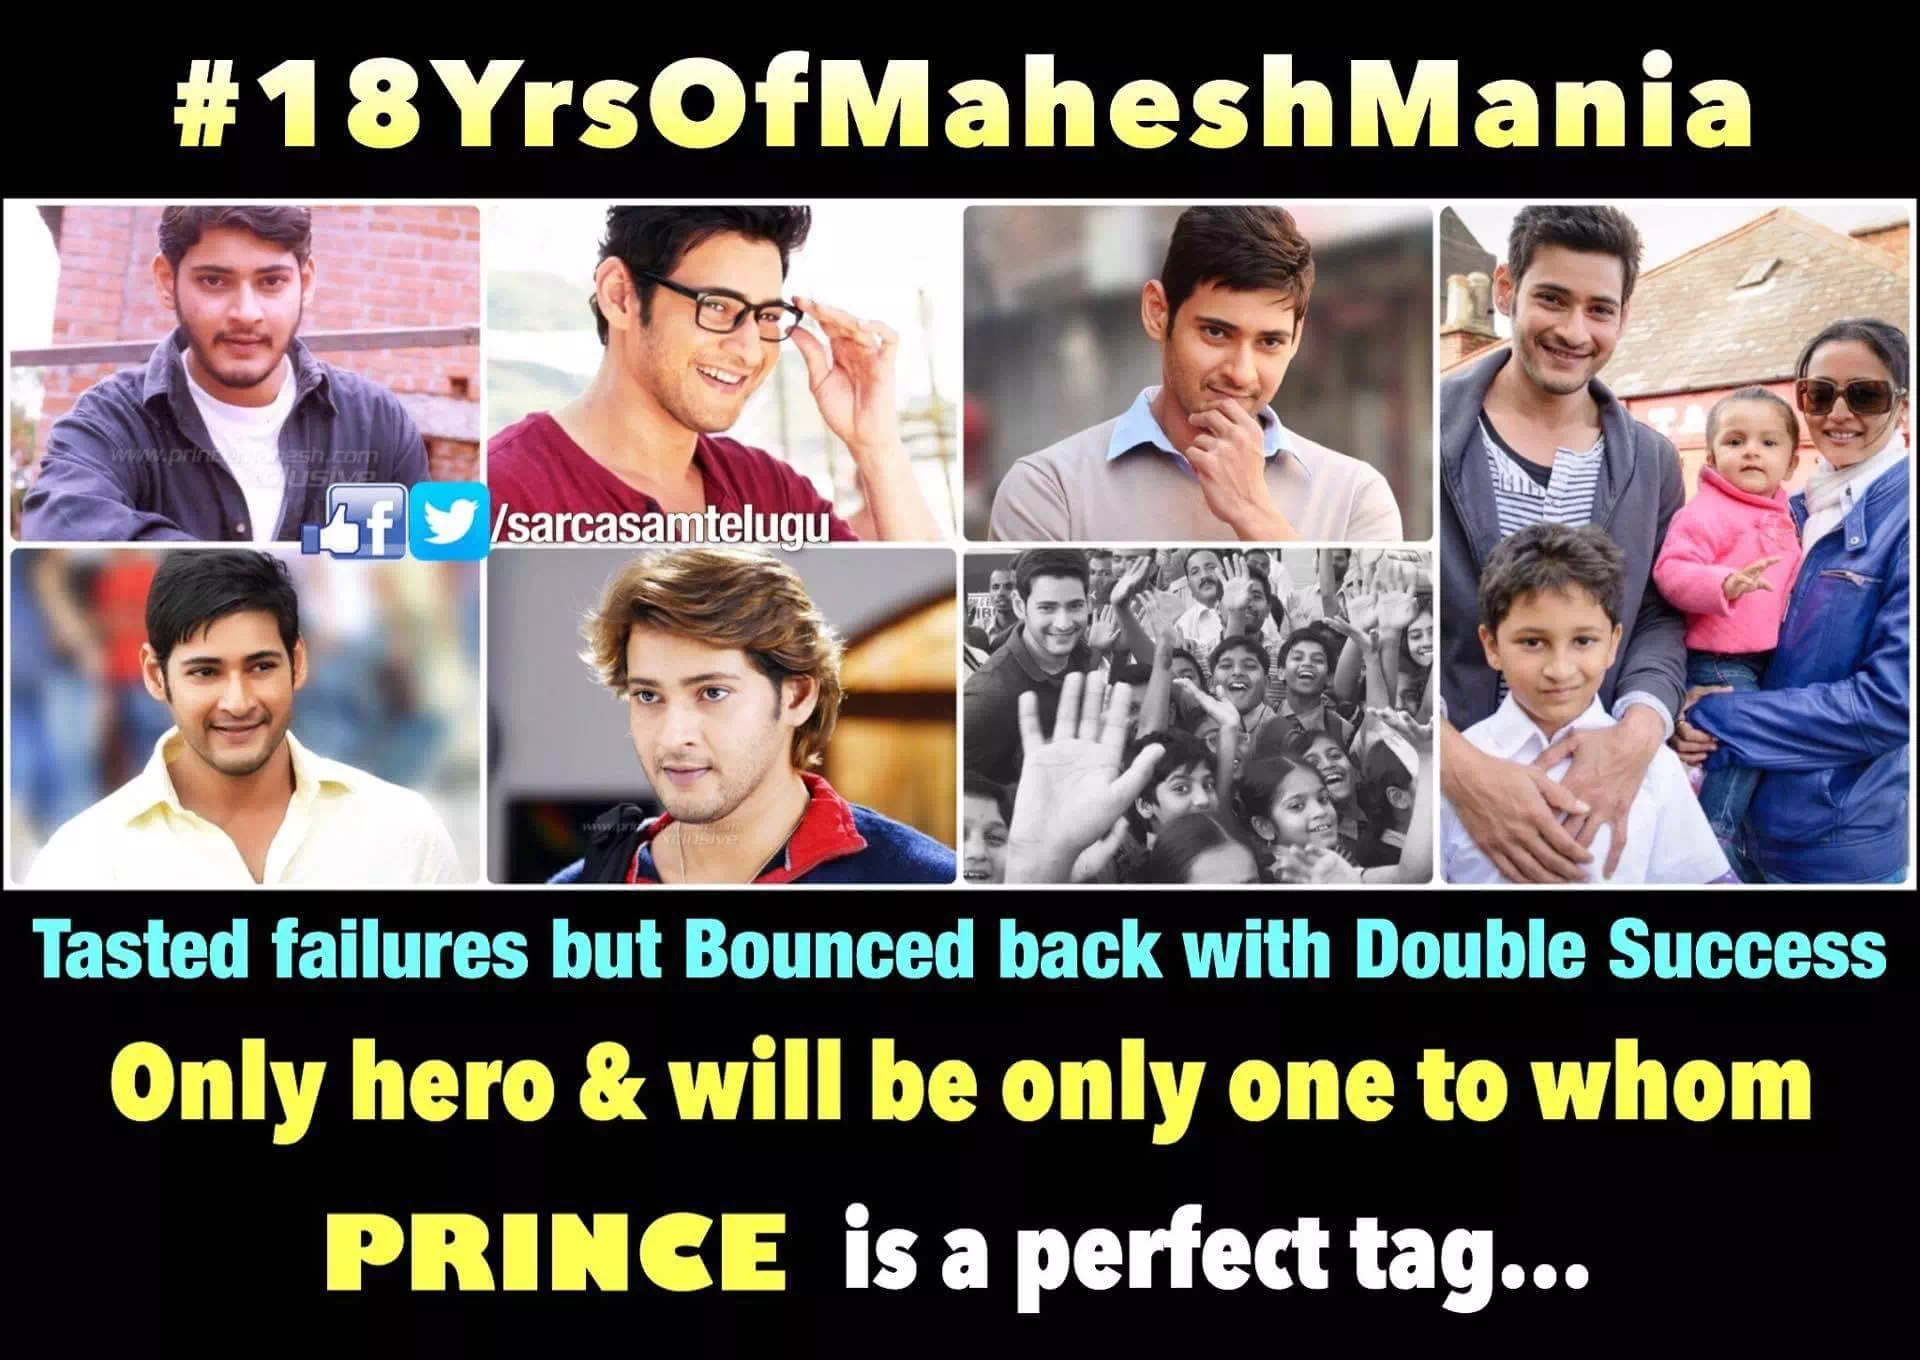 #18YrsOfMaheshMania
/sarcasamtelugu
Tasted failures but Bounced back with Double Success
Only hero & will be only one to whom
PRINCE is a perfect tag...